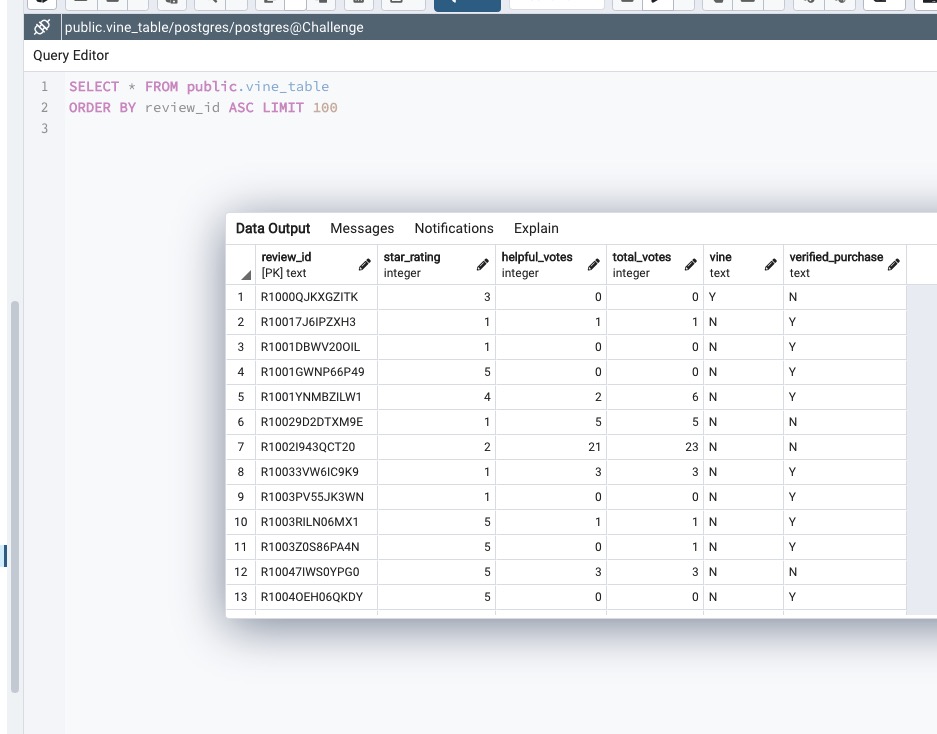 public.vine_table/postgres/postgres@Challenge
Query Editor
1 SELECT * FROM public.vine_table
2 ORDER BY review_id ASC LIMIT 100
3
Data Output Messages Notifications Explain
review_id star_rating helpful_votes total_votes vine verified_purchase
[PK] text integer integer integer text text
1 R1000QJKXGZITK 3 0 0 Y N
2 R10017J6IPZXH3 1 1 1 N Y
3 R1001DBWV20OIL 1 0 0 N Y
4 R1001GWNP66P49 5 0 0 N Y
5 R1001YNMBZILW1 4 2 6 N Y
6 R10029D2DTXM9E 1 5 5 N N
7 R1002I943QCT20 2 21 23 N N
8 R10033VW6IC9K9 1 3 3 N Y
9 R1003PV55JK3WN 1 0 0 N Y
10 R1003RILN06MX1 5 1 1 N Y
11 R1003Z0S86PA4N 5 0 1 N Y
12 R10047IWS0YPG0 5 3 3 N N
13 R1004OEH06QKDY 5 0 0 N Y